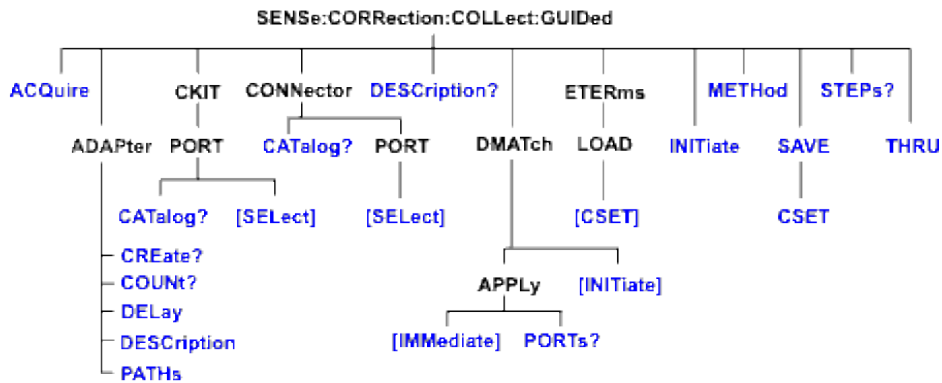 SENSe:CORRection:COLLect:GUIDed
ACQuire CKIT CONNector DESCription? ETERms METHod STEPs?
ADAPter PORT CATalog? PORT DMATch LOAD INITiate SAVE THRU
CATalog? [SELect] [SELect] [CSET] CSET
CREate?
COUNt? APPLy [INITiate]
DELay
DESCription [IMMediate] PORTs?
PATHs